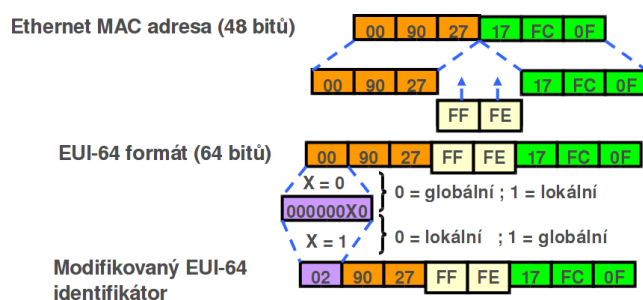 Ethernet MAC adresa (48 bitů) 00 90 27 17 FC 0F
00 90 27 17 FC 0F
FF FE
EUI-64 formát (64 bitů) 00 90 27 FF FE 17 FC 0F
X = 0 0 = globální ; 1 = lokální
000000X0
X = 1 0 = lokální ; 1 = globální
Modifikovaný EUI-64 02 90 27 FF FE 17 FC 0F
identifikátor